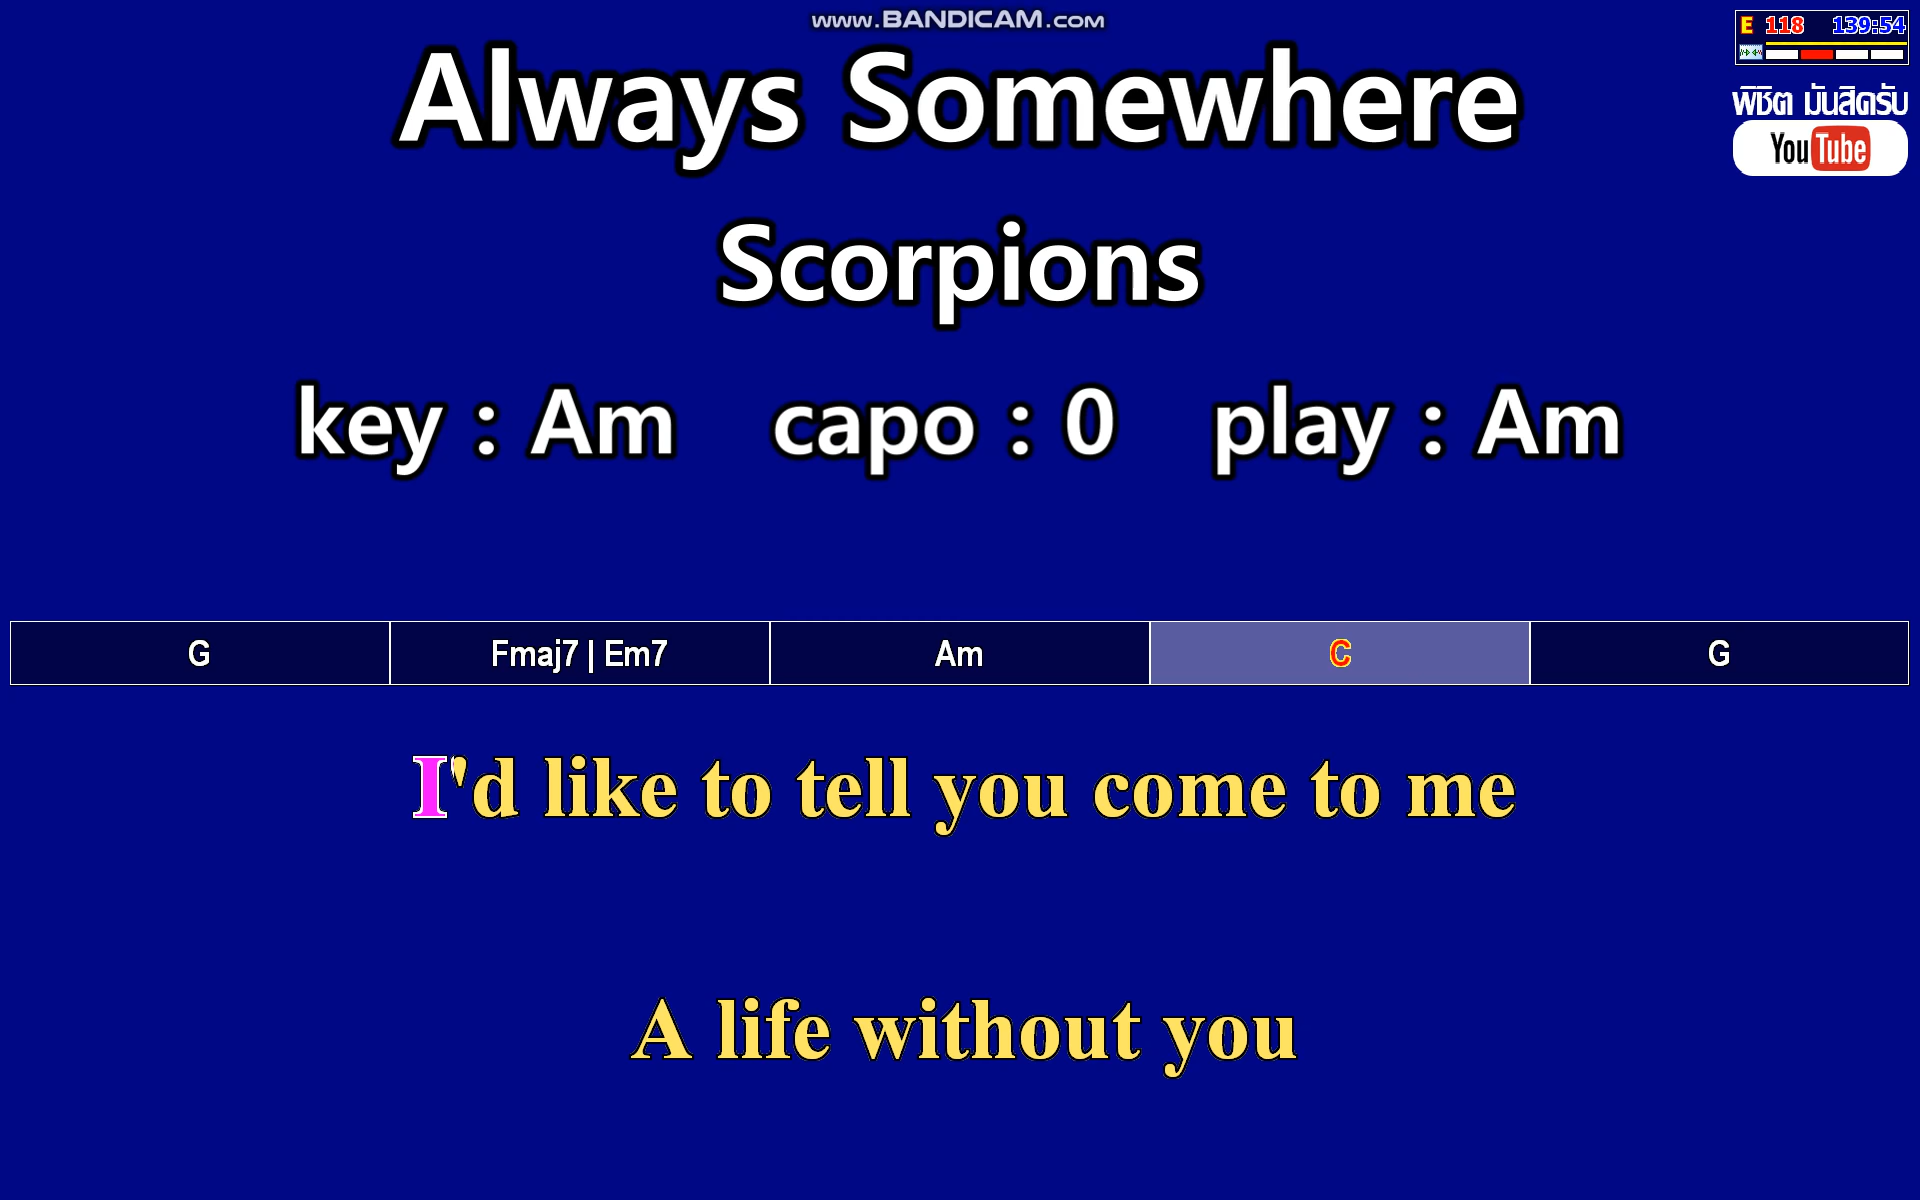 www.BANDICAM.com
E 118 139:54
Always Somewhere
พิชิต มันสิครับ
YouTube
Scorpions
key : Am capo : 0 play : Am
G Fmaj7 | Em7 Am C G
I'd like to tell you come to me
A life without you